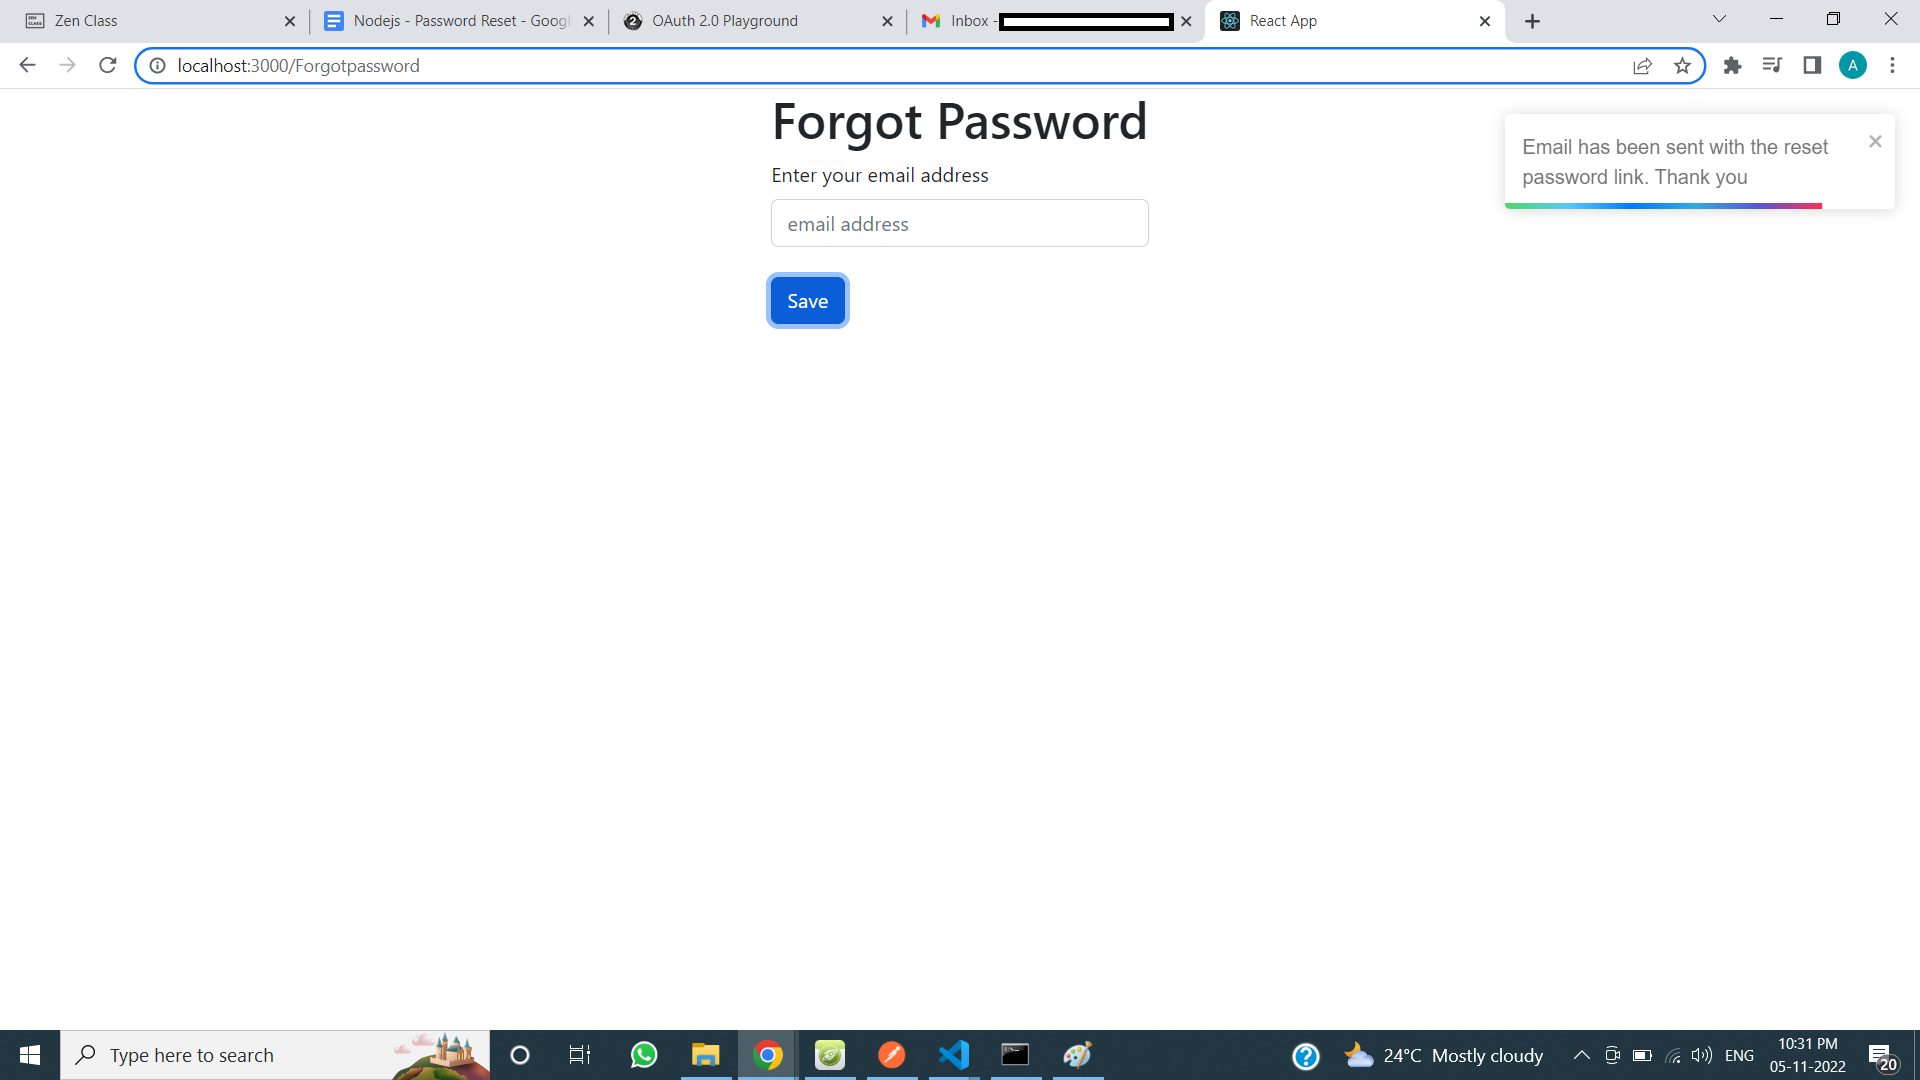 Zen Class
Nodejs - Password Reset - Goog
OAuth 2.0 Playground
Inbox -
React App
localhost:3000/Forgotpassword
A
Forgot Password
Enter your email address
email address
Save
Email has been sent with the reset
password link. Thank you
Type here to search
24°C Mostly cloudy
ENG
10:31 PM
05-11-2022
20